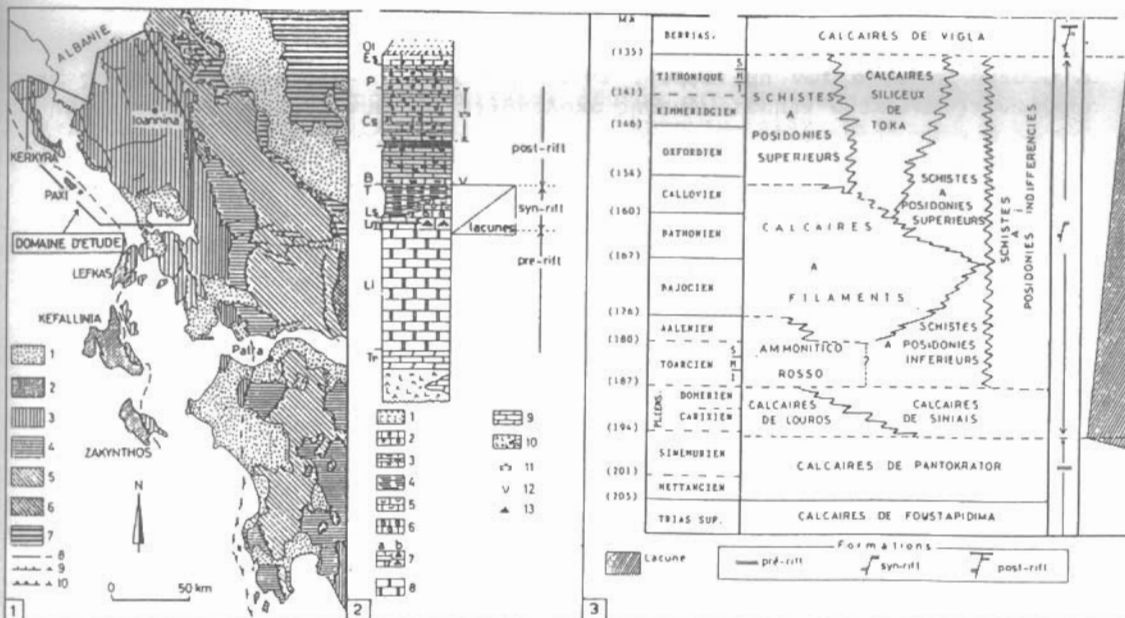 ALBANIE
Ioannina
KERKYRA
PAXI
DOMAINE D'ETUDE
LEFKAS
KEFALLINIA
Patra
ZAKYNTHOS
N
1
2
3
4
5
6
7
8
9
10
0 50 km
1
Ol
Es
P
Cs
B
T
Ls
Li
Tr
11
post-rift
syn-rift
lacunes
pré-rift
1
2
3
4
5
6
a b
7
8
9
10
11
12
13
2
BERRIAS.
CALCAIRES DE VIGLA
(135)
TITHONIQUE
S
M
I
(141)
KIMMERIDGIEN
(146)
OXFORDIEN
(154)
CALLOVIEN
(160)
BATHONIEN
(167)
BAJOCIEN
(176)
AALENIEN
(180)
TOARCIEN
S
M
I
(187)
PLIENS.
DOMERIEN
CARIXIEN
(194)
SINEMURIEN
(201)
HETTANGIEN
(205)
TRIAS SUP.
SCHISTES
A
POSIDONIES
SUPERIEURS
CALCAIRES
SILICEUX
DE
TOKA
SCHISTES
A
POSIDONIES
SUPERIEURS
SCHISTES
A
POSIDONIES INDIFFERENCIES
CALCAIRES
A
FILAMENTS
SCHISTES
A POSIDONIES
INFERIEURS
AMMONITICO
ROSSO
?
CALCAIRES
DE LOUROS
CALCAIRES
DE SINIAIS
CALCAIRES DE PANTOKRATOR
CALCAIRES DE FOUSTAPIDIMA
Lacune
Formations
pré-rift
syn-rift
post-rift
3